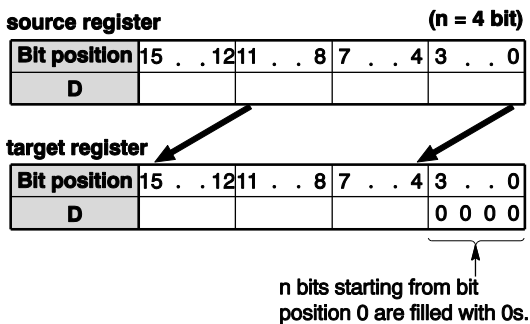 source register (n = 4 bit)
Bit position 15 . . 12 11 . . 8 7 . . 4 3 . . 0
D
target register
Bit position 15 . . 12 11 . . 8 7 . . 4 3 . . 0
D 0 0 0 0
n bits starting from bit
position 0 are filled with 0s.